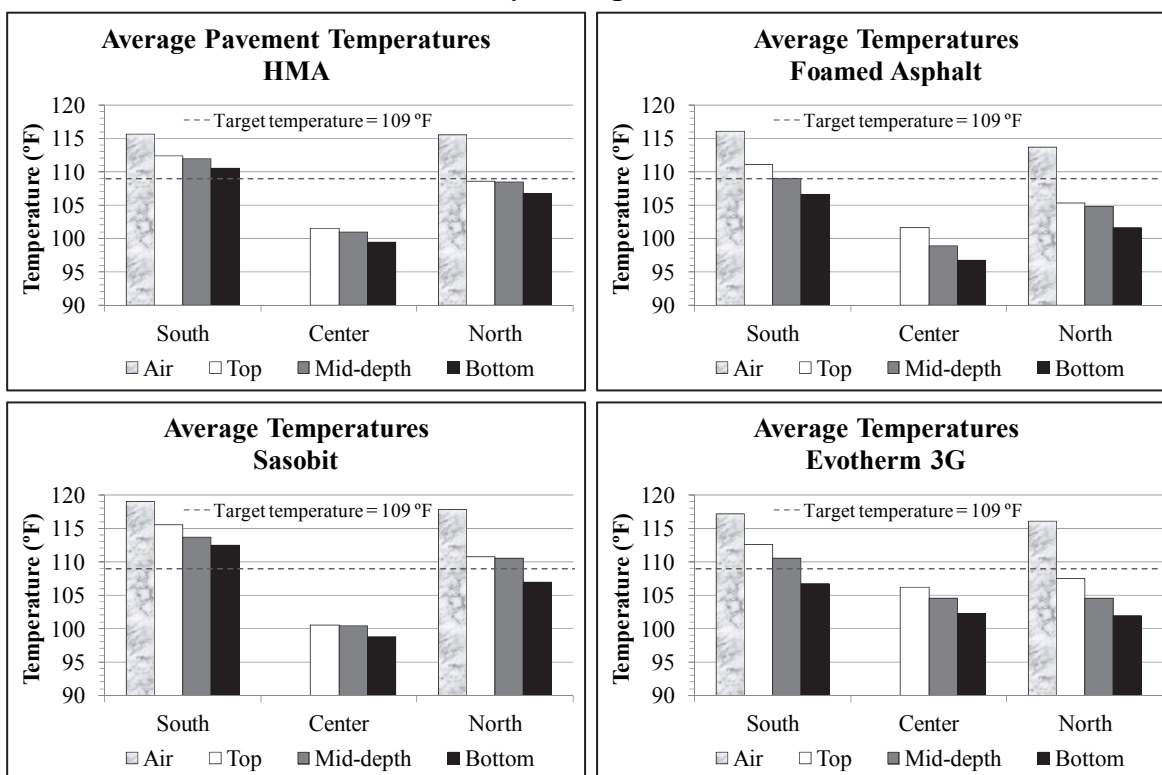 Average Pavement Temperatures
HMA
Temperature (ºF)
120
115
110
105
100
95
90
Target temperature = 109 ºF
South Center North
Air Top Mid-depth Bottom
Average Temperatures
Foamed Asphalt
Temperature (ºF)
120
115
110
105
100
95
90
Target temperature = 109 ºF
South Center North
Air Top Mid-depth Bottom
Average Temperatures
Sasobit
Temperature (ºF)
120
115
110
105
100
95
90
Target temperature = 109 ºF
South Center North
Air Top Mid-depth Bottom
Average Temperatures
Evotherm 3G
Temperature (ºF)
120
115
110
105
100
95
90
Target temperature = 109 ºF
South Center North
Air Top Mid-depth Bottom